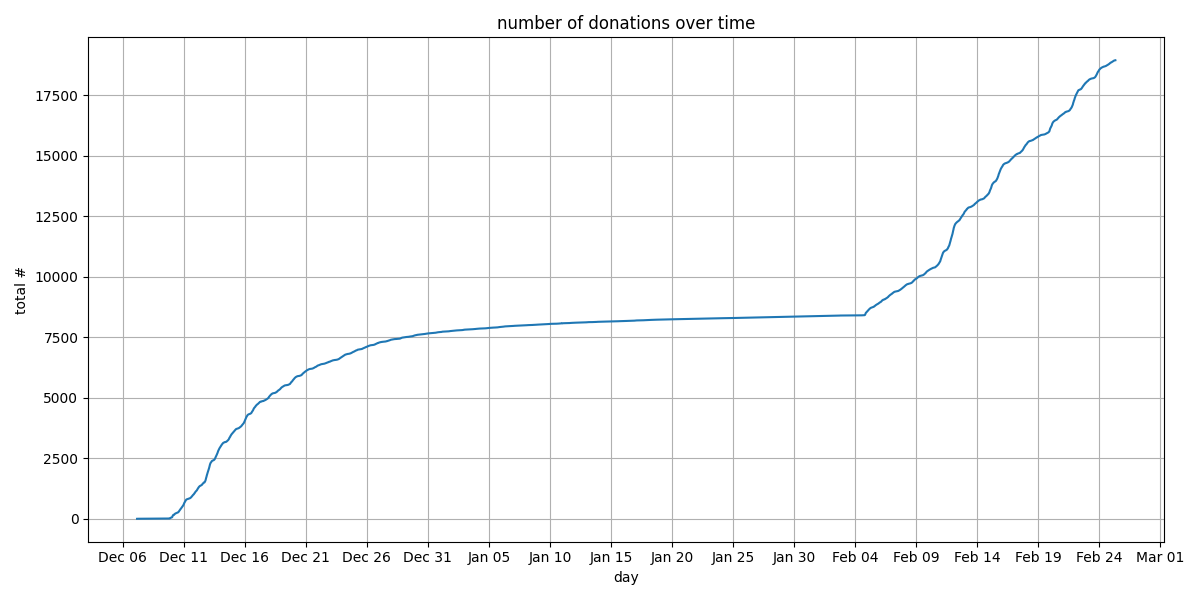 number of donations over time
total #
17500
15000
12500
10000
7500
5000
2500
0
Dec 06 Dec 11 Dec 16 Dec 21 Dec 26 Dec 31 Jan 05 Jan 10 Jan 15 Jan 20 Jan 25 Jan 30 Feb 04 Feb 09 Feb 14 Feb 19 Feb 24 Mar 01
day